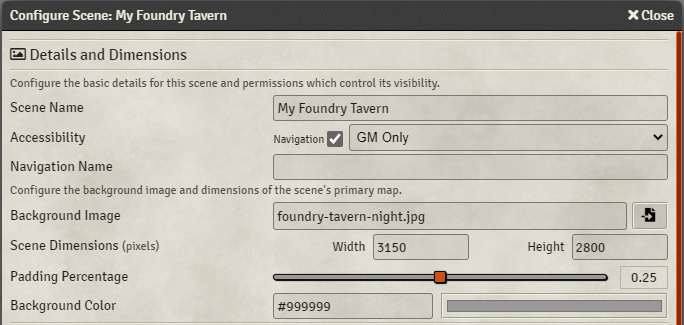 Configure Scene: My Foundry Tavern Close
Details and Dimensions
Configure the basic details for this scene and permissions which control its visibility.
Scene Name My Foundry Tavern
Accessibility Navigation GM Only
Navigation Name
Configure the background image and dimensions of the scene's primary map.
Background Image foundry-tavern-night.jpg
Scene Dimensions (pixels) Width 3150 Height 2800
Padding Percentage 0.25
Background Color #999999